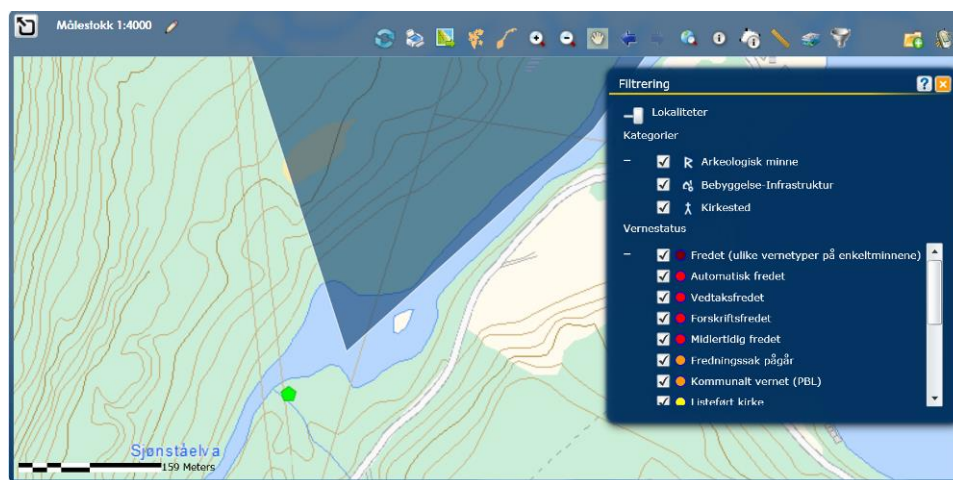 Målestokk 1:4000
Filtrering
Lokaliteter
Kategorier
Arkeologisk minne
Bebyggelse-Infrastruktur
Kirkested
Vernestatus
Fredet (ulike vernetyper på enkeltminnene)
Automatisk fredet
Vedtaksfredet
Forskriftsfredet
Midlertidig fredet
Fredningssak pågår
Kommunalt vernet (PBL)
Listeført kirke
Sjønståelva
159 Meters